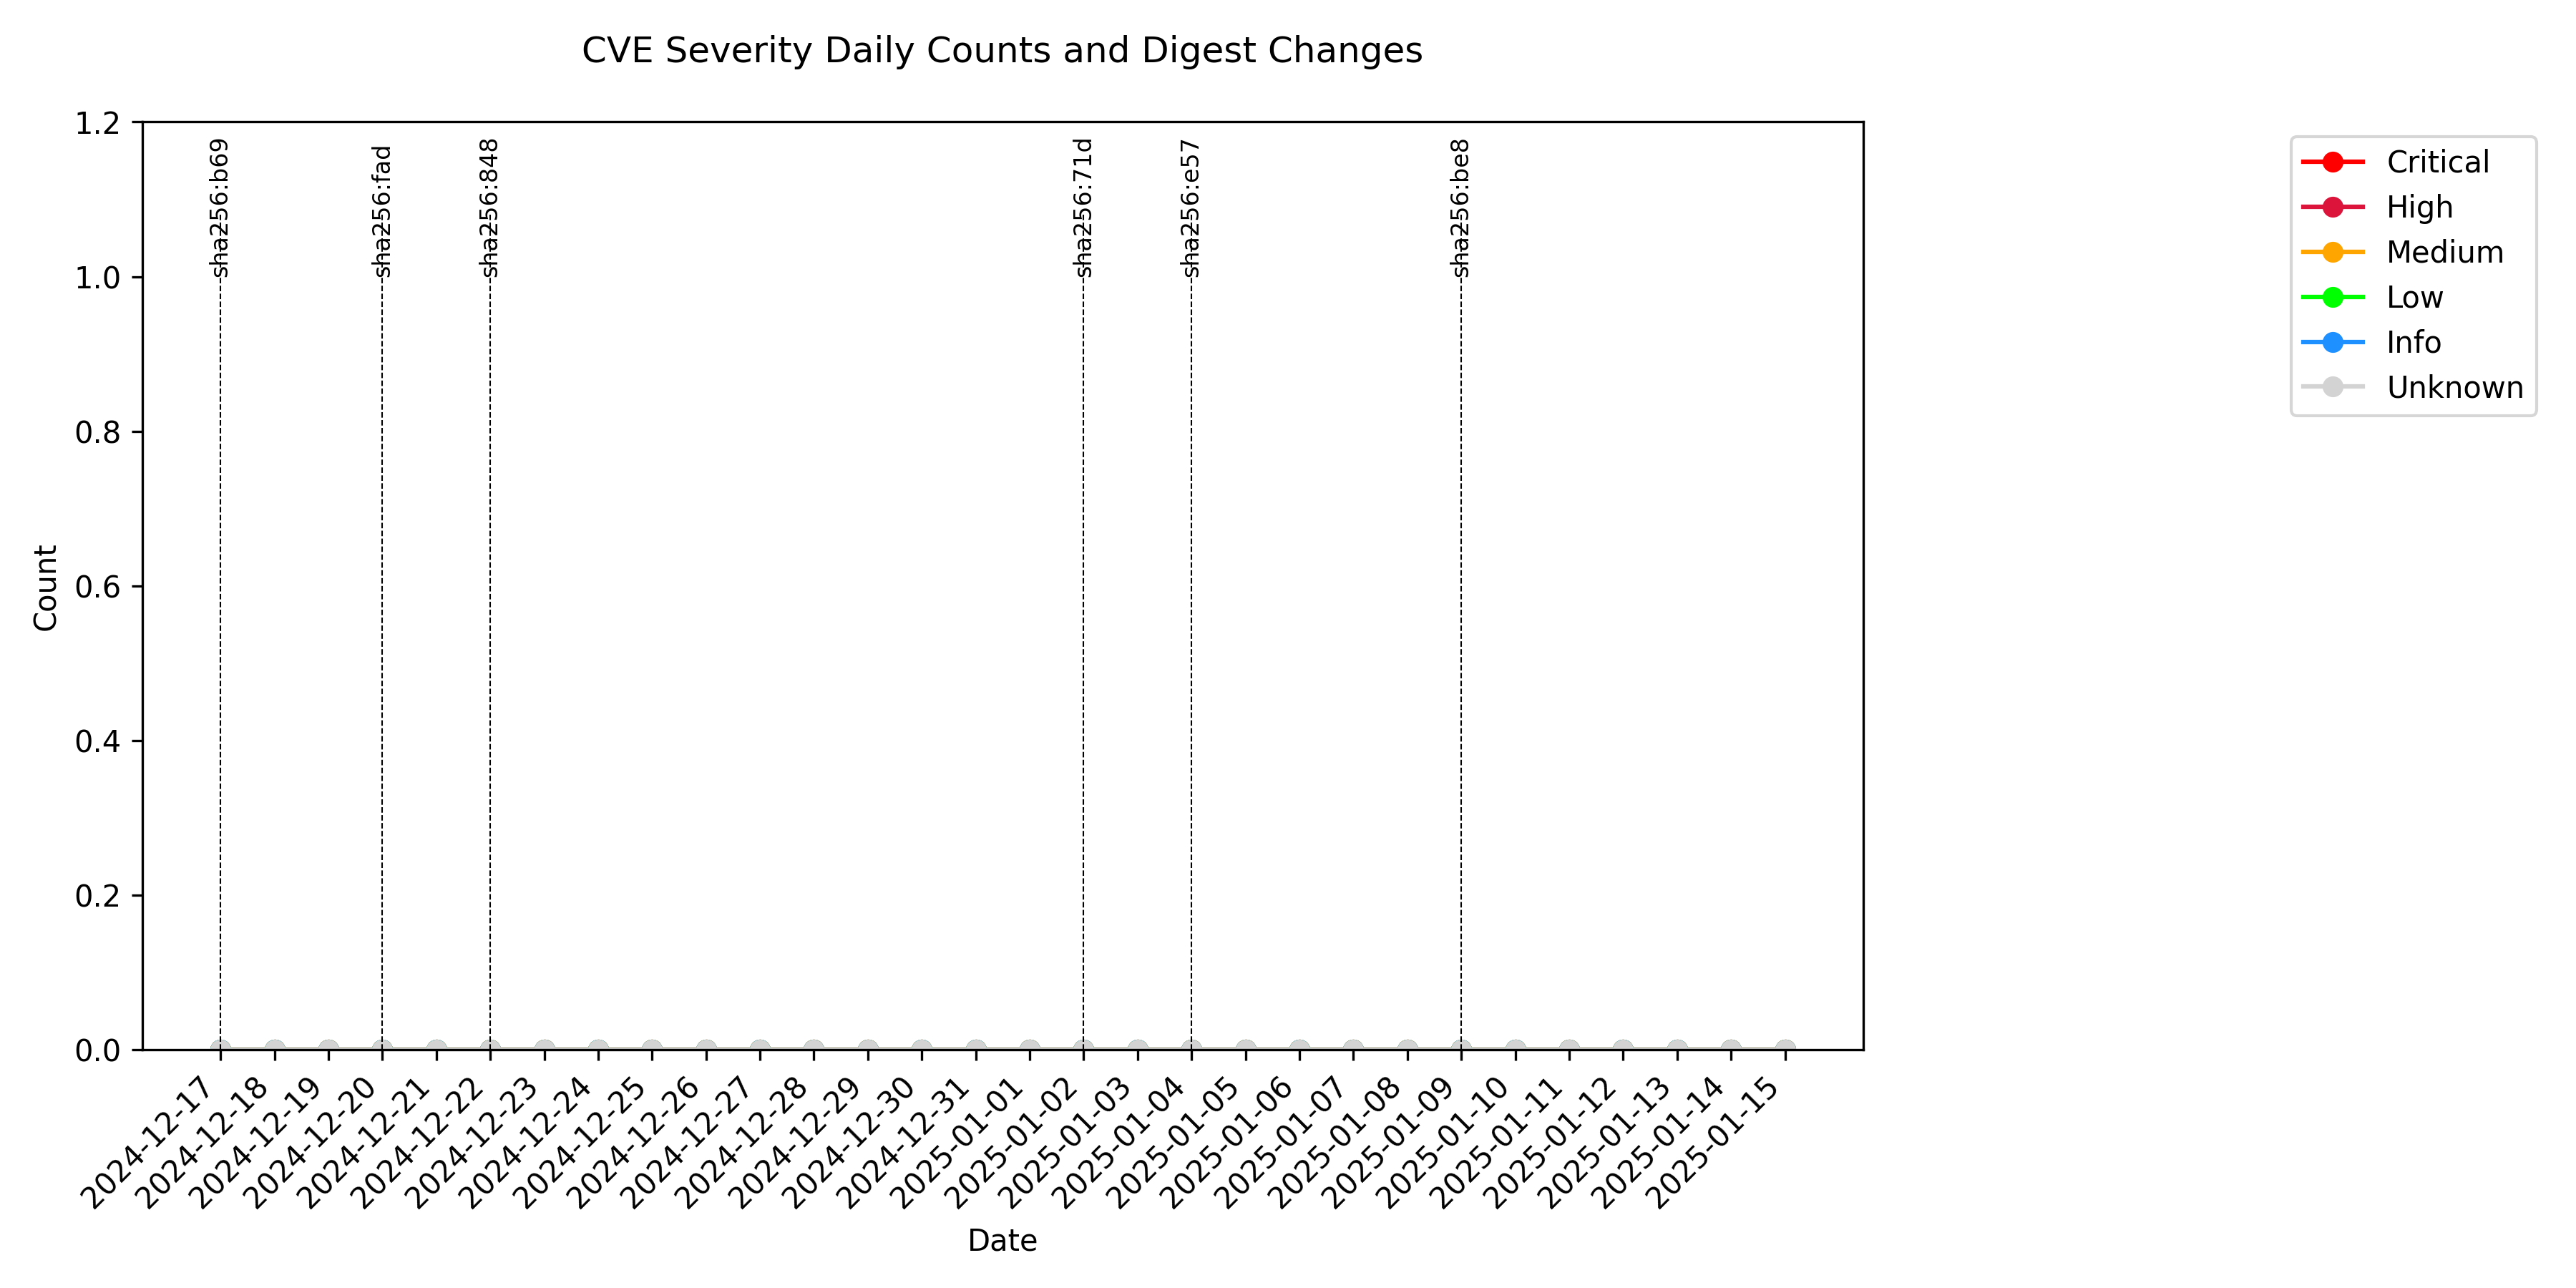 CVE Severity Daily Counts and Digest Changes
1.2
1.0
0.8
0.6
0.4
0.2
0.0
Count
sha256:b69
sha256:fad
sha256:848
sha256:71d
sha256:e57
sha256:be8
Critical
High
Medium
Low
Info
Unknown
2024-12-17
2024-12-18
2024-12-19
2024-12-20
2024-12-21
2024-12-22
2024-12-23
2024-12-24
2024-12-25
2024-12-26
2024-12-27
2024-12-28
2024-12-29
2024-12-30
2024-12-31
2025-01-01
2025-01-02
2025-01-03
2025-01-04
2025-01-05
2025-01-06
2025-01-07
2025-01-08
2025-01-09
2025-01-10
2025-01-11
2025-01-12
2025-01-13
2025-01-14
2025-01-15
Date